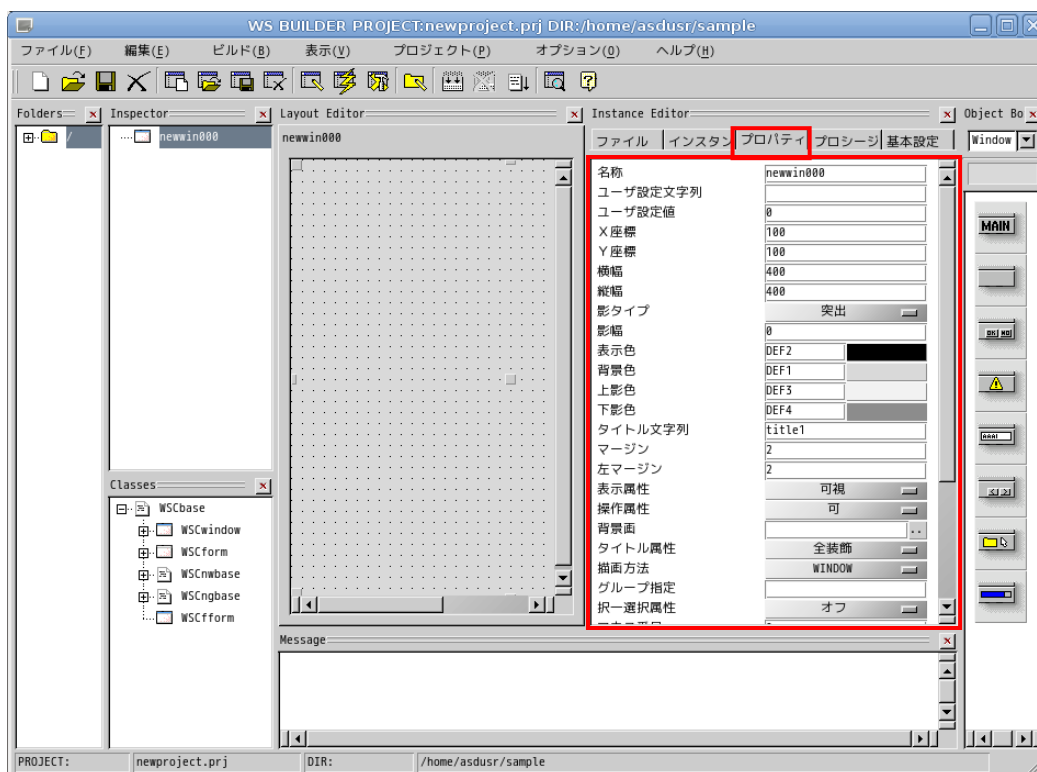 WS BUILDER PROJECT:newproject.prj DIR:/home/asdusr/sample
ファイル(F) 編集(E) ビルド(B) 表示(V) プロジェクト(P) オプション(O) ヘルプ(H)
Folders
/
Inspector
newwin000
Classes
WSCbase
WSCwindow
WSCform
WSCnwbase
WSCngbase
WSCfform
Layout Editor
newwin000
Instance Editor
ファイル インスタン プロパティ プロシージ 基本設定
名称 newwin000
ユーザ設定文字列
ユーザ設定値 0
X座標 100
Y座標 100
横幅 400
縦幅 400
影タイプ 突出
影幅 0
表示色 DEF2
背景色 DEF1
上影色 DEF3
下影色 DEF4
タイトル文字列 title1
マージン 2
左マージン 2
表示属性 可視
操作属性 可
背景画 ..
タイトル属性 全装飾
描画方法 WINDOW
グループ指定
択一選択属性 オフ
Object Bo
Window
MAIN
Message
PROJECT: newproject.prj DIR: /home/asdusr/sample